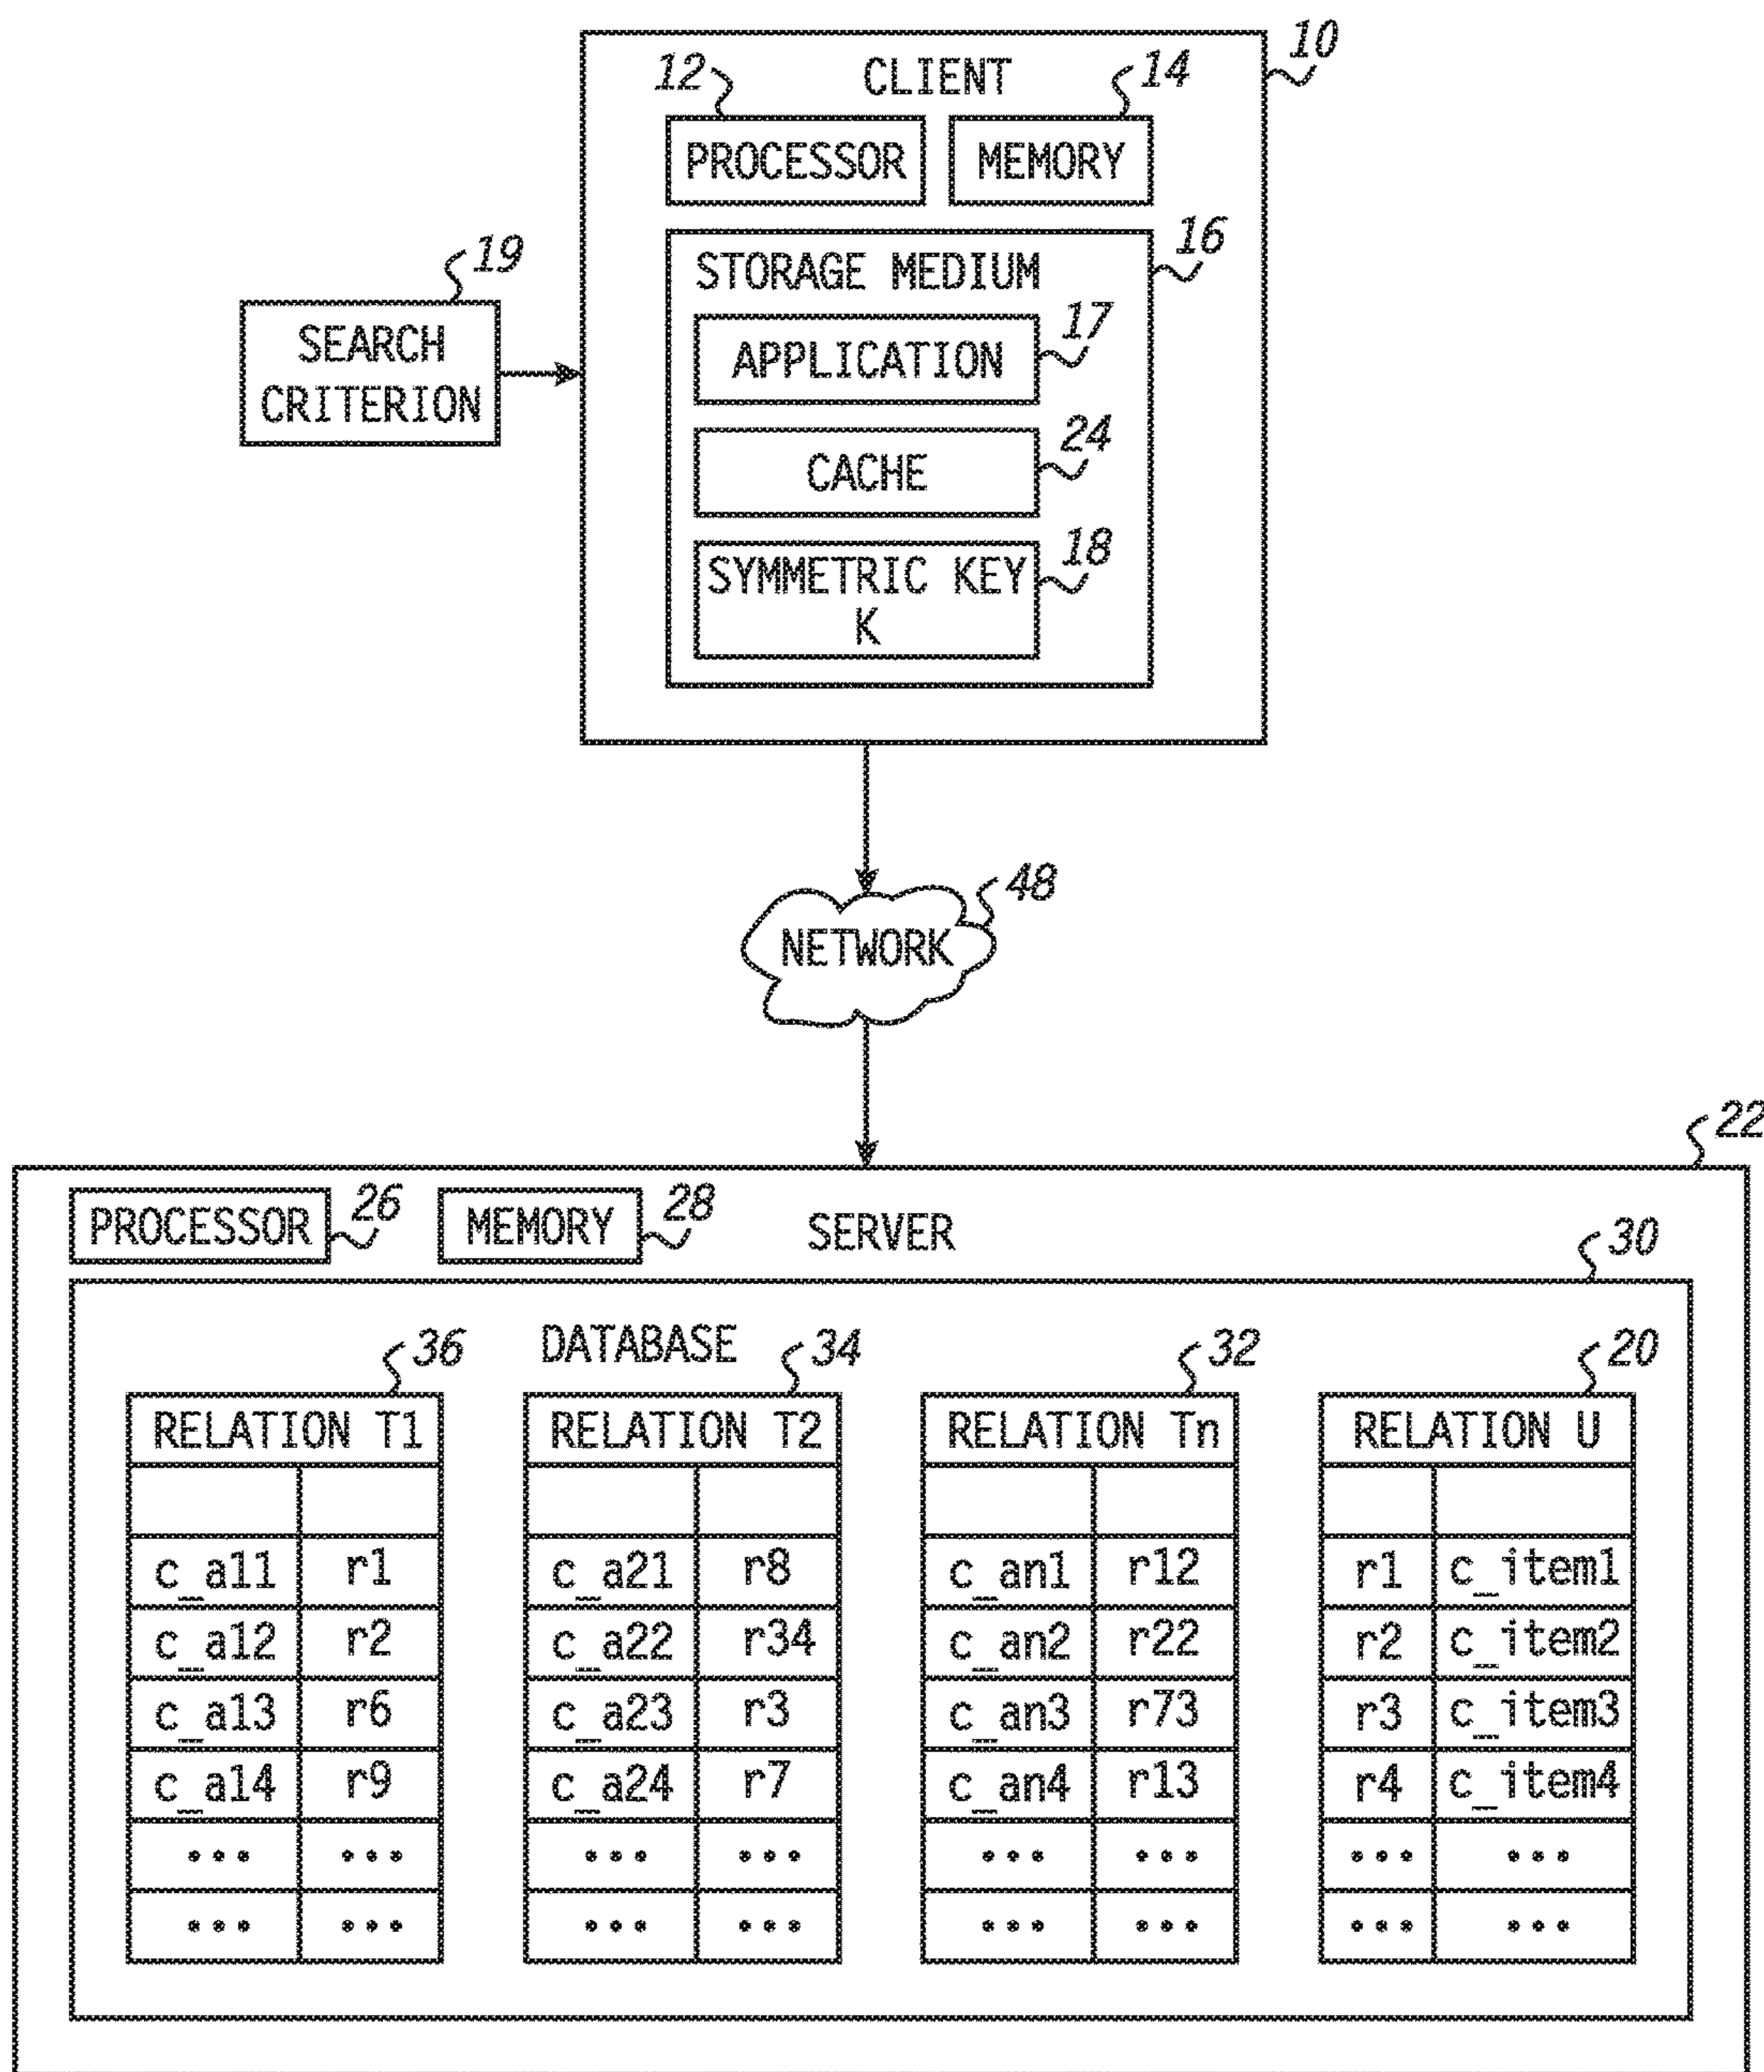 10
12 CLIENT 14
PROCESSOR MEMORY
16
STORAGE MEDIUM
17
APPLICATION
24
CACHE
18
SYMMETRIC KEY
K
19
SEARCH
CRITERION
48
NETWORK
22
PROCESSOR 26 MEMORY 28 SERVER
30
DATABASE
36 34 32 20
RELATION T1 RELATION T2 RELATION Tn RELATION U
c_a11 r1 c_a21 r8 c_an1 r12 r1 c_item1
c_a12 r2 c_a22 r34 c_an2 r22 r2 c_item2
c_a13 r6 c_a23 r3 c_an3 r73 r3 c_item3
c_a14 r9 c_a24 r7 c_an4 r13 r4 c_item4
... ... ... ... ... ... ... ...
... ... ... ... ... ... ... ...